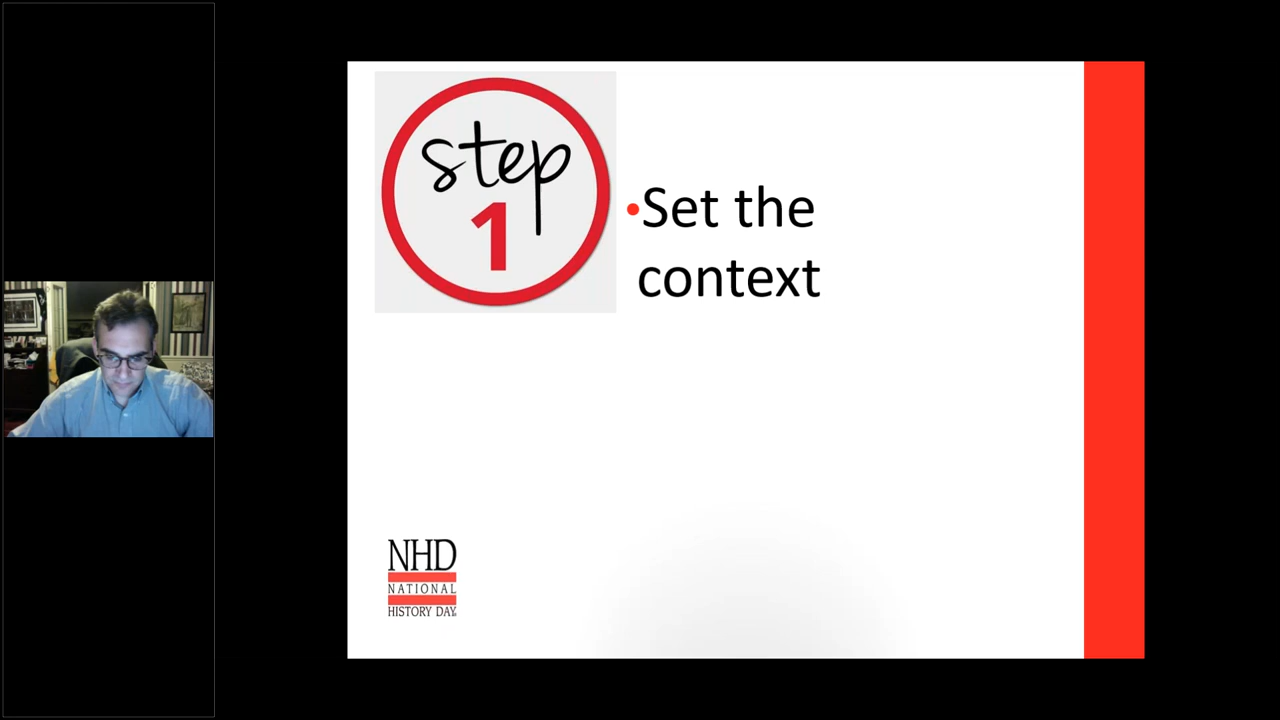 step
1
•Set the
context
NHD
NATIONAL
HISTORY DAY